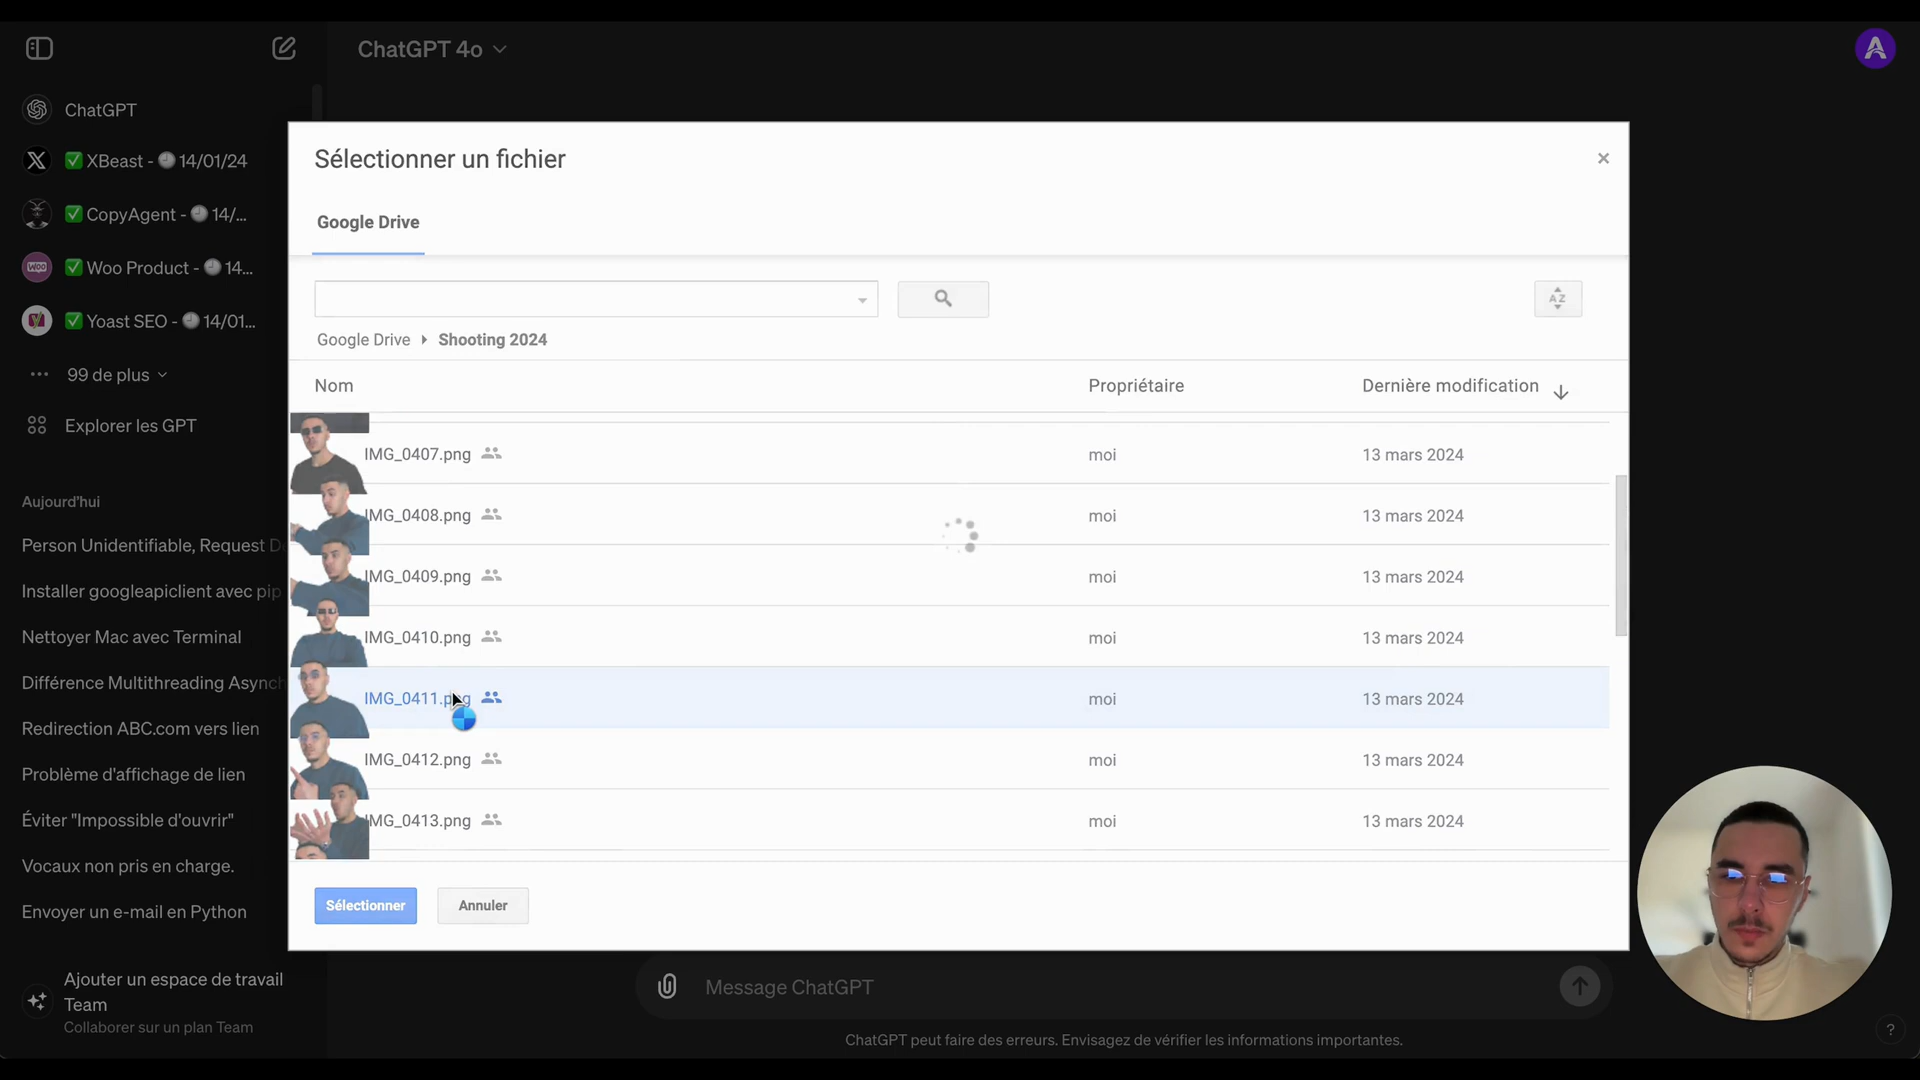 ChatGPT 4o
A
ChatGPT
✅ XBeast - 🕘 14/01/24
✅ CopyAgent - 🕘 14/...
✅ Woo Product - 🕘 14...
✅ Yoast SEO - 🕘 14/01...
99 de plus
Explorer les GPT
Aujourd'hui
Person Unidentifiable, Request D
Installer googleapiclient avec pip
Nettoyer Mac avec Terminal
Différence Multithreading Asynch
Redirection ABC.com vers lien
Problème d'affichage de lien
Éviter "Impossible d'ouvrir"
Vocaux non pris en charge.
Envoyer un e-mail en Python
Ajouter un espace de travail
Team
Collaborer sur un plan Team
Sélectionner un fichier
×
Google Drive
AZ
Google Drive Shooting 2024
Nom Propriétaire Dernière modification
IMG_0407.png moi 13 mars 2024
IMG_0408.png moi 13 mars 2024
IMG_0409.png moi 13 mars 2024
IMG_0410.png moi 13 mars 2024
IMG_0411.png moi 13 mars 2024
IMG_0412.png moi 13 mars 2024
IMG_0413.png moi 13 mars 2024
Sélectionner Annuler
Message ChatGPT
ChatGPT peut faire des erreurs. Envisagez de vérifier les informations importantes.
?